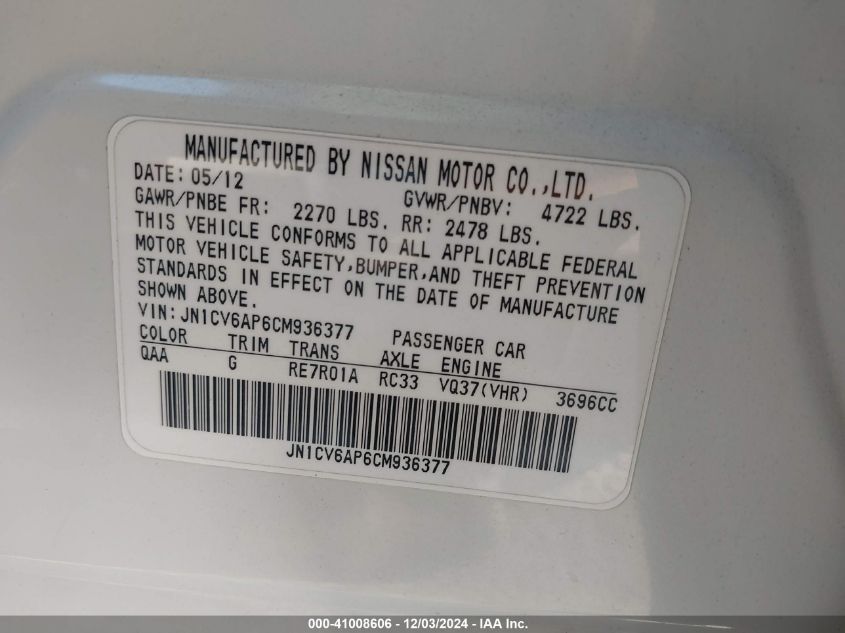 MANUFACTURED BY NISSAN MOTOR CO.,LTD.
DATE: 05/12 GVWR/PNBV: 4722 LBS.
GAWR/PNBE FR: 2270 LBS. RR: 2478 LBS.
THIS VEHICLE CONFORMS TO ALL APPLICABLE FEDERAL
MOTOR VEHICLE SAFETY,BUMPER,AND THEFT PREVENTION
STANDARDS IN EFFECT ON THE DATE OF MANUFACTURE
SHOWN ABOVE.
VIN:JN1CV6AP6CM936377 PASSENGER CAR
COLOR TRIM TRANS AXLE ENGINE
QAA G RE7R01A RC33 VQ37(VHR) 3696CC
JN1CV6AP6CM936377
000-41008606 - 12/03/2024 - IAA Inc.